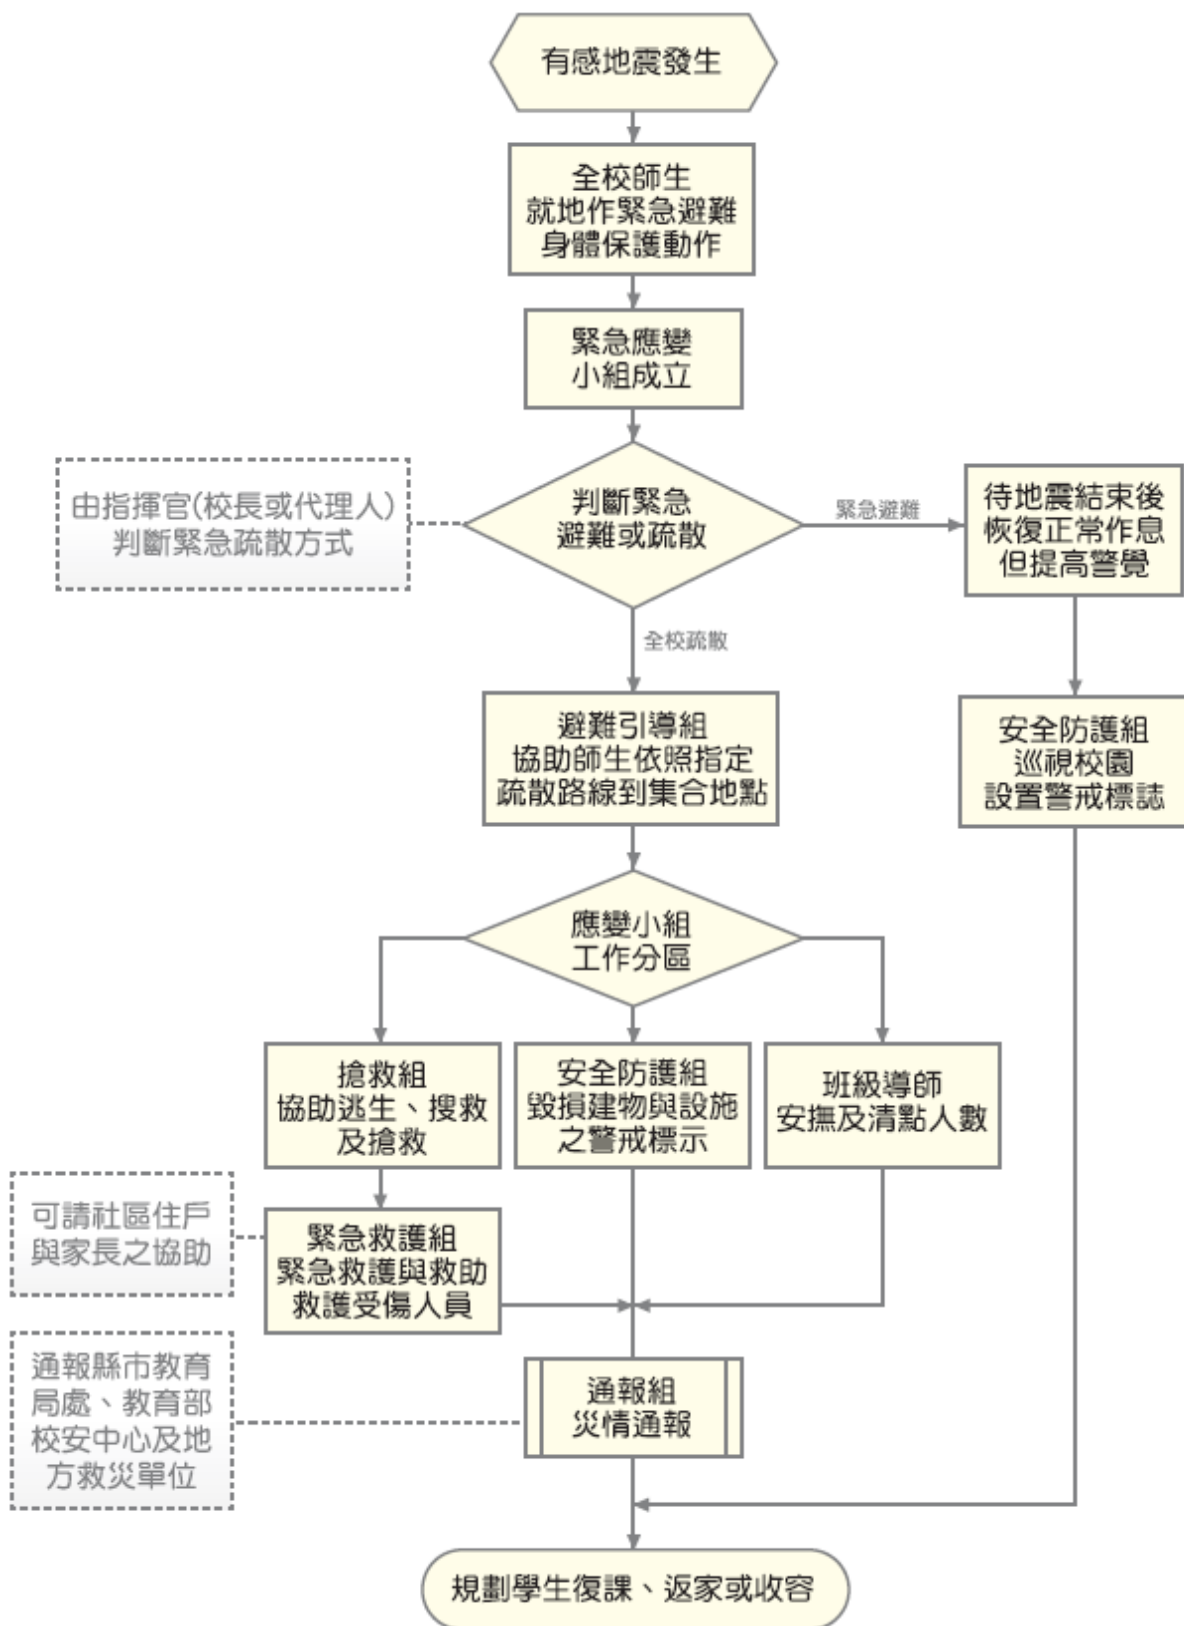 有感地震發生
全校師生
就地作緊急避難
身體保護動作
緊急應變
小組成立
由指揮官(校長或代理人)
判斷緊急疏散方式
判斷緊急
避難或疏散
緊急避難
待地震結束後
恢復正常作息
但提高警覺
全校疏散
避難引導組
協助師生依照指定
疏散路線到集合地點
安全防護組
巡視校園
設置警戒標誌
應變小組
工作分區
搶救組
協助逃生、搜救
及搶救
安全防護組
毀損建物與設施
之警戒標示
班級導師
安撫及清點人數
可請社區住戶
與家長之協助
緊急救護組
緊急救護與救助
救護受傷人員
通報縣市教育
局處、教育部
校安中心及地
方救災單位
通報組
災情通報
規劃學生復課、返家或收容